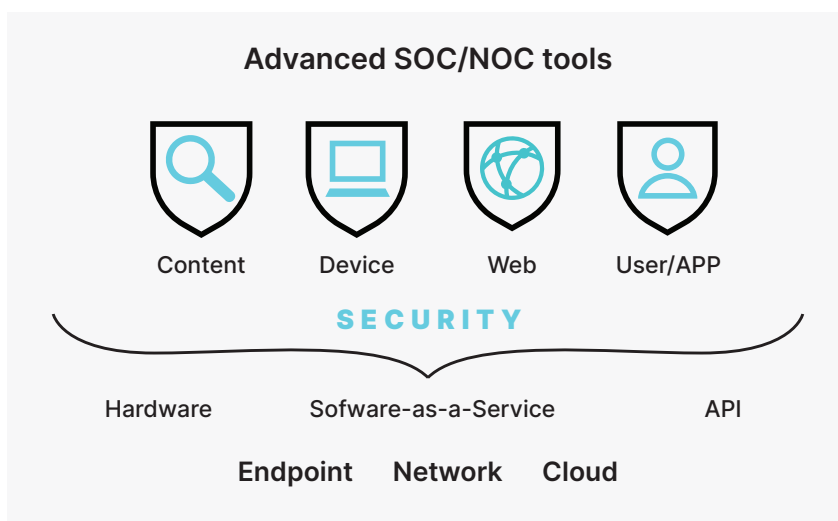 Advanced SOC/NOC tools
Content Device Web User/APP
SECURITY
Hardware Sofware-as-a-Service API
Endpoint Network Cloud